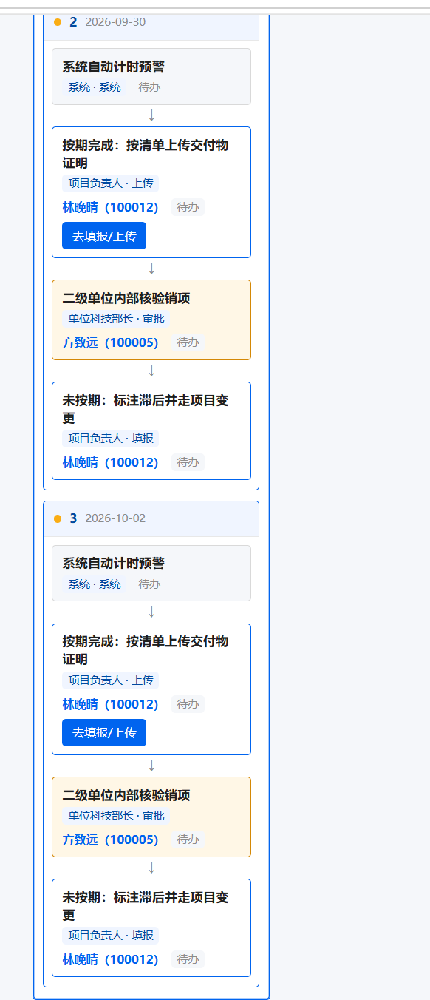 2 2026-09-30
系统自动计时预警
系统 · 系统 待办
↓
按期完成：按清单上传交付物
证明
项目负责人 · 上传
林晚晴（100012） 待办
去填报/上传
↓
二级单位内部核验销项
单位科技部长 · 审批
方致远（100005） 待办
↓
未按期：标注滞后并走项目变
更
项目负责人 · 填报
林晚晴（100012） 待办
3 2026-10-02
系统自动计时预警
系统 · 系统 待办
↓
按期完成：按清单上传交付物
证明
项目负责人 · 上传
林晚晴（100012） 待办
去填报/上传
↓
二级单位内部核验销项
单位科技部长 · 审批
方致远（100005） 待办
↓
未按期：标注滞后并走项目变
更
项目负责人 · 填报
林晚晴（100012） 待办